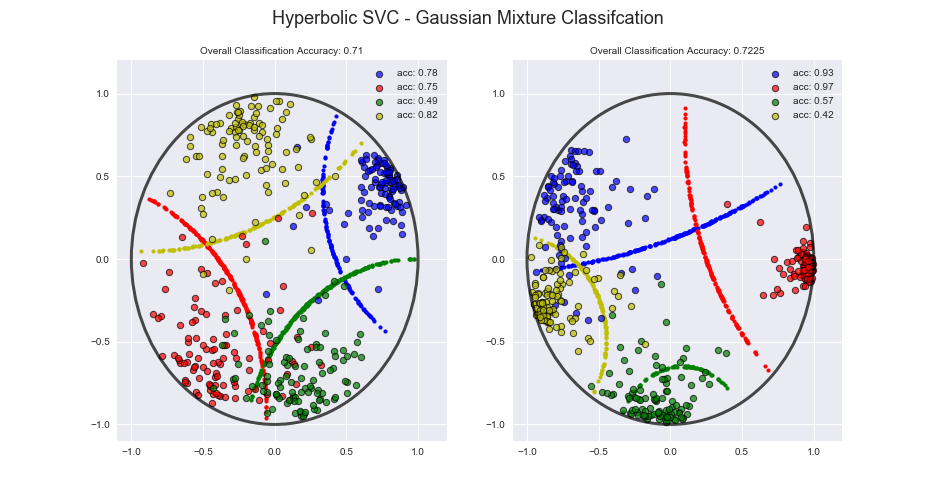 Hyperbolic SVC - Gaussian Mixture Classifcation
Overall Classification Accuracy: 0.71
acc: 0.78
acc: 0.75
acc: 0.49
acc: 0.82
1.0
0.5
0.0
−0.5
−1.0
−1.0 −0.5 0.0 0.5 1.0
Overall Classification Accuracy: 0.7225
acc: 0.93
acc: 0.97
acc: 0.57
acc: 0.42
1.0
0.5
0.0
−0.5
−1.0
−1.0 −0.5 0.0 0.5 1.0